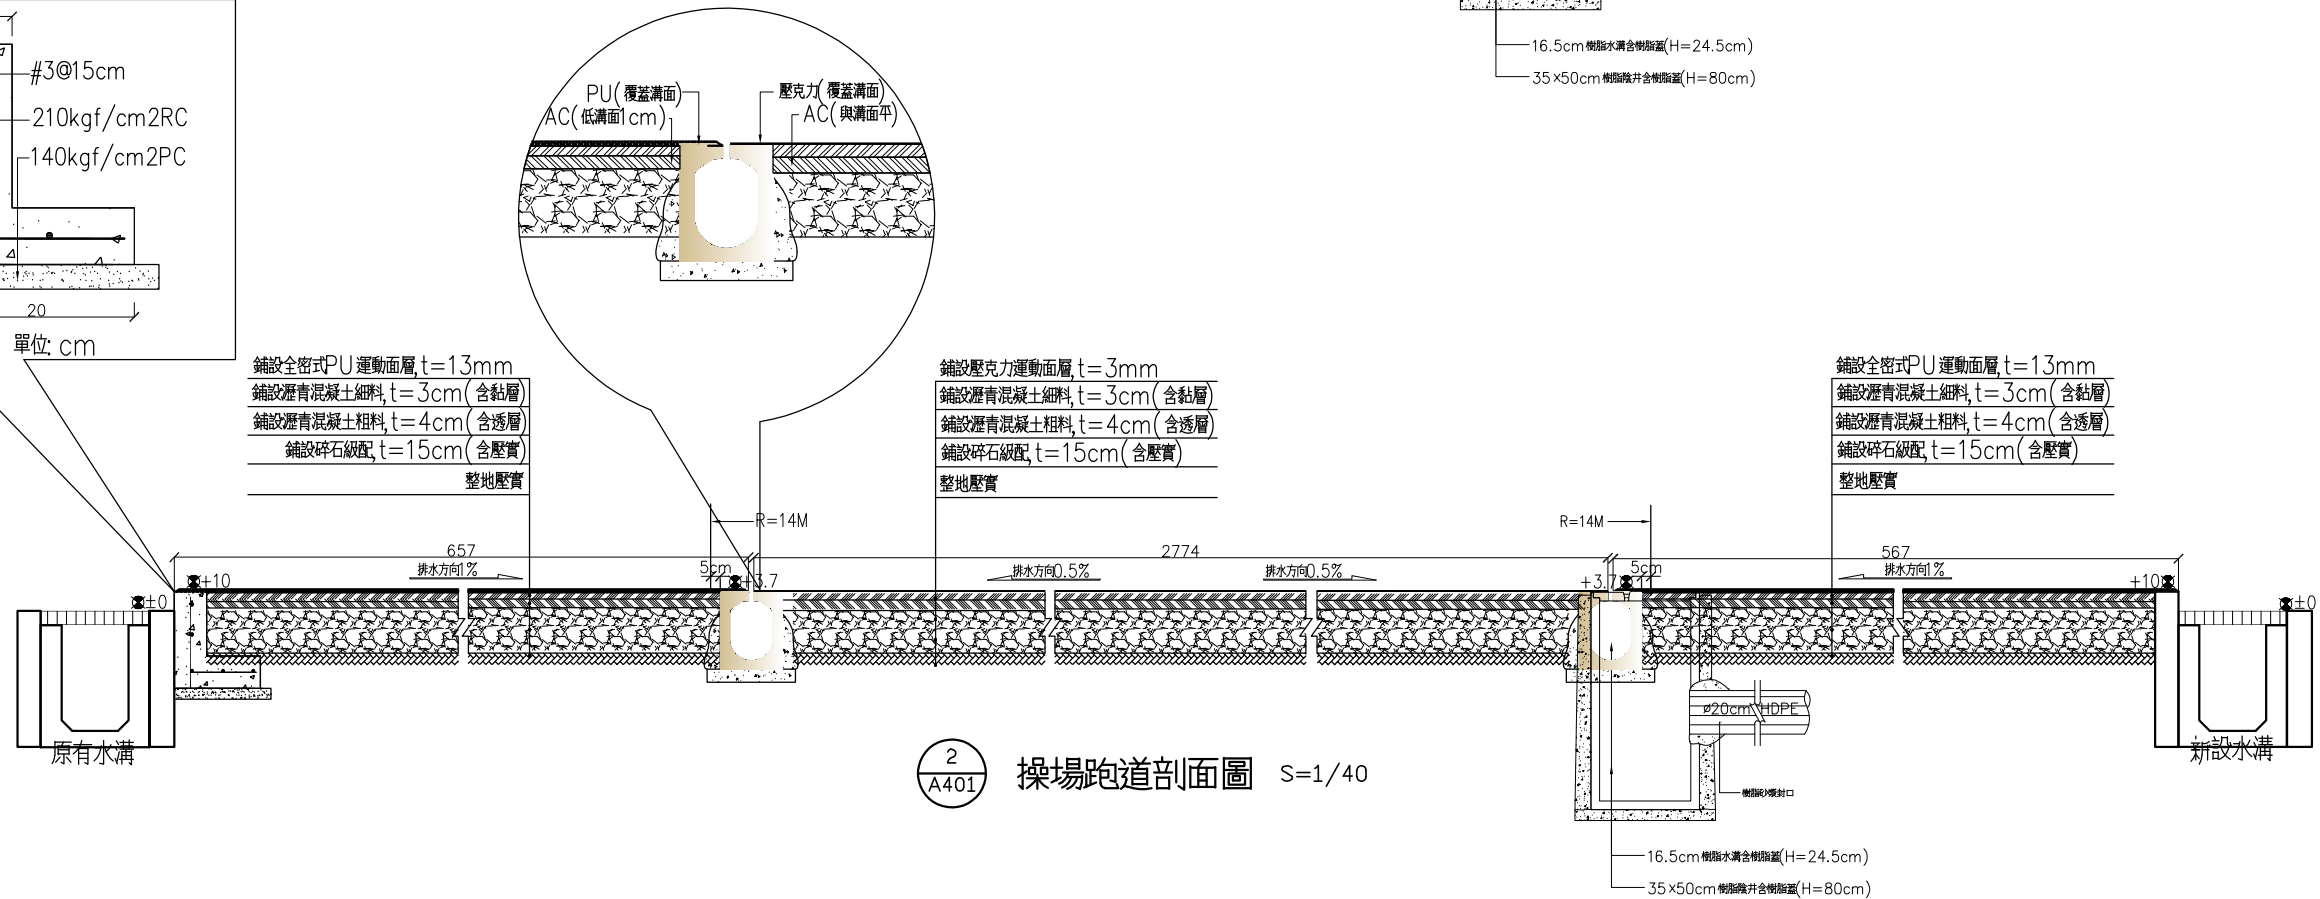 #3@15cm
210kgf/cm2RC
140kgf/cm2PC
20
單位: cm
16.5cm 樹脂水溝含樹脂蓋(H=24.5cm)
35×50cm 樹脂陰井含樹脂蓋(H=80cm)
PU(覆蓋溝面)
AC(低溝面1cm)
壓克力(覆蓋溝面)
AC(與溝面平)
鋪設全密式PU運動面層,t=13mm
鋪設瀝青混凝土細料,t=3cm(含黏層)
鋪設瀝青混凝土粗料,t=4cm(含透層)
鋪設碎石級配,t=15cm(含壓實)
整地壓實
鋪設壓克力運動面層,t=3mm
鋪設瀝青混凝土細料,t=3cm(含黏層)
鋪設瀝青混凝土粗料,t=4cm(含透層)
鋪設碎石級配,t=15cm(含壓實)
整地壓實
鋪設全密式PU運動面層,t=13mm
鋪設瀝青混凝土細料,t=3cm(含黏層)
鋪設瀝青混凝土粗料,t=4cm(含透層)
鋪設碎石級配,t=15cm(含壓實)
整地壓實
R=14M
R=14M
657
2774
567
排水方向1%
5cm
排水方向0.5%
排水方向0.5%
5cm
排水方向1%
+10
+3.7
+3.7
+10
±0
±0
ø20cm HDPE
原有水溝
新設水溝
2
A401
操場跑道剖面圖 S=1/40
樹脂砂漿封口
16.5cm 樹脂水溝含樹脂蓋(H=24.5cm)
35×50cm 樹脂陰井含樹脂蓋(H=80cm)